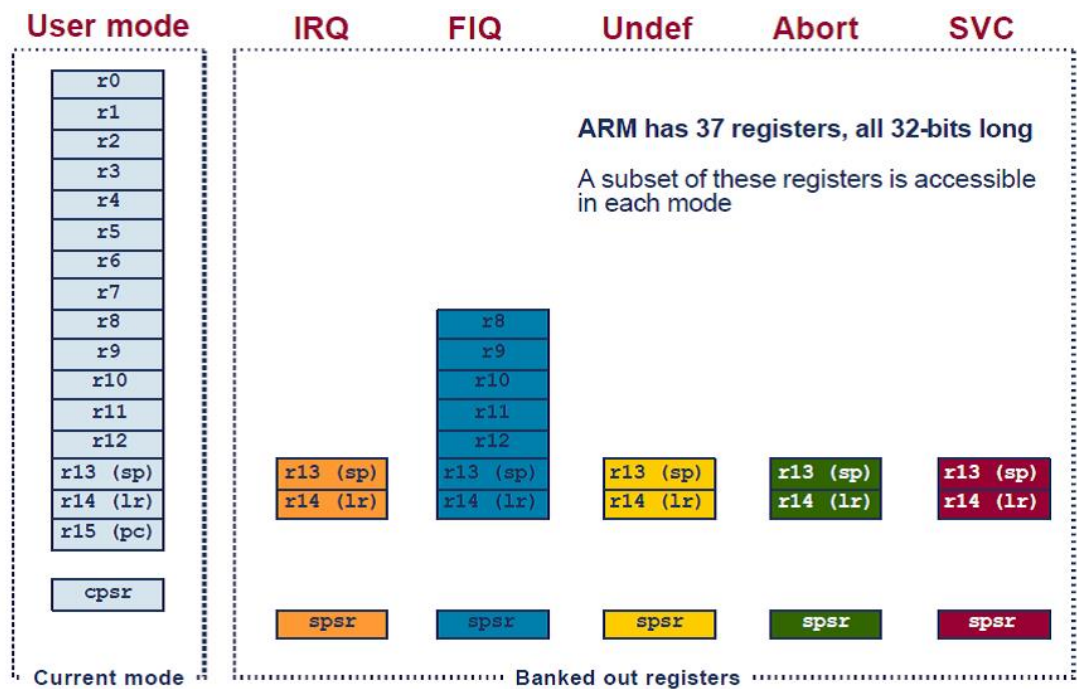 User mode
IRQ
FIQ
Undef
Abort
SVC
r0
r1
r2
r3
r4
r5
r6
r7
r8
r9
r10
r11
r12
r13 (sp)
r14 (lr)
r15 (pc)
cpsr
Current mode
ARM has 37 registers, all 32-bits long
A subset of these registers is accessible
in each mode
r13 (sp)
r14 (lr)
spsr
r8
r9
r10
r11
r12
r13 (sp)
r14 (lr)
spsr
r13 (sp)
r14 (lr)
spsr
r13 (sp)
r14 (lr)
spsr
r13 (sp)
r14 (lr)
spsr
Banked out registers